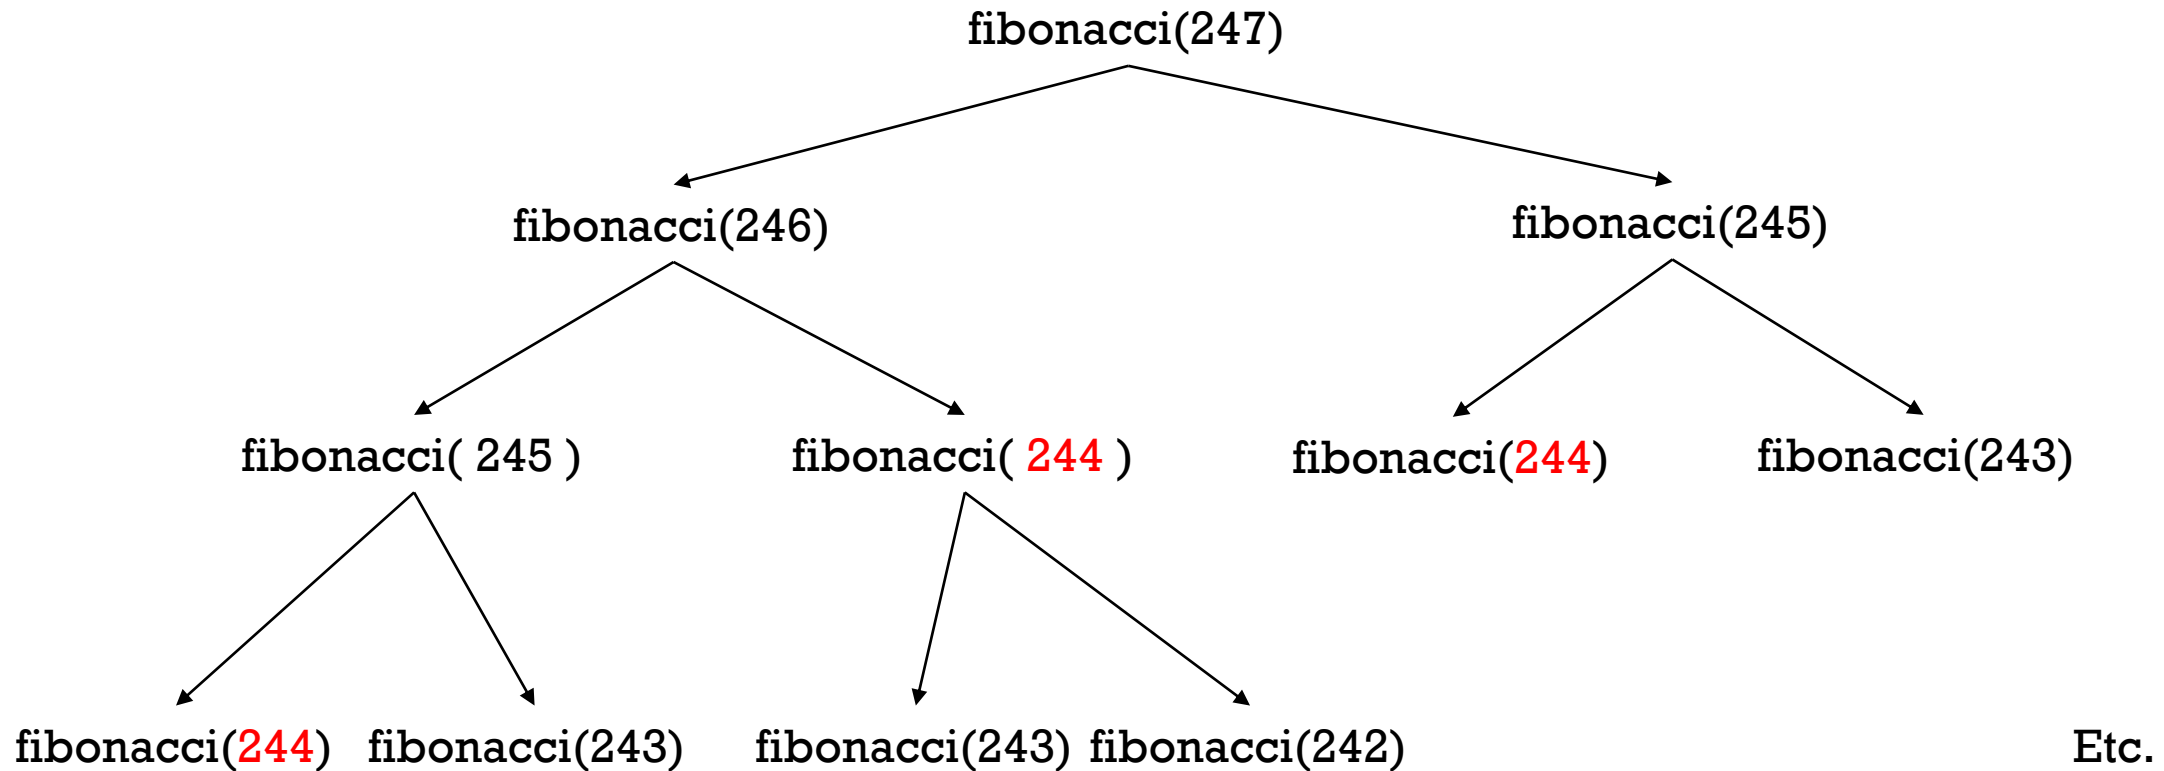 fibonacci(247)
fibonacci(246) fibonacci(245)
fibonacci( 245 ) fibonacci( 244 ) fibonacci(244) fibonacci(243)
fibonacci(244) fibonacci(243) fibonacci(243) fibonacci(242) Etc.